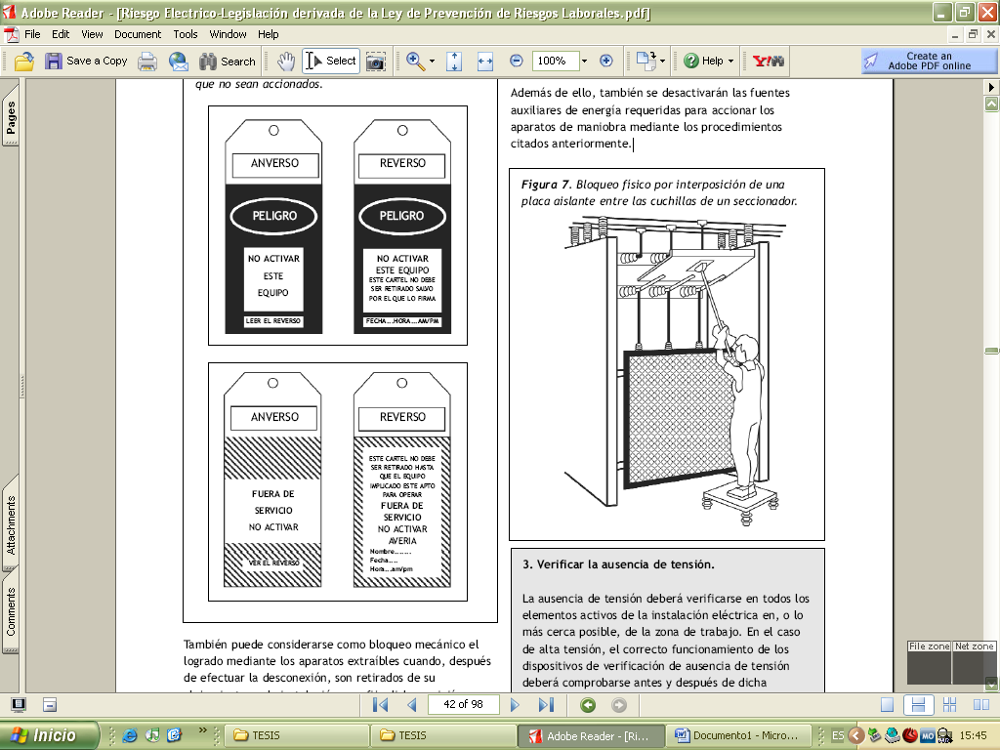 Adobe Reader - [Riesgo Electrico-Legislación derivada de la Ley de Prevención de Riesgos Laborales.pdf]
File Edit View Document Tools Window Help
Save a Copy Search Select 100% Help Y!
Create an
Adobe PDF online
Pages
Attachments
Comments
que no sean accionados.
ANVERSO
PELIGRO
NO ACTIVAR
ESTE
EQUIPO
LEER EL REVERSO
REVERSO
PELIGRO
NO ACTIVAR
ESTE EQUIPO
ESTE CARTEL NO DEBE
SER RETIRADO SALVO
POR EL QUE LO FIRMA
FECHA...HORA...AM/PM
ANVERSO
FUERA DE
SERVICIO
NO ACTIVAR
VER EL REVERSO
REVERSO
ESTE CARTEL NO DEBE
SER RETIRADO HASTA
QUE EL EQUIPO
IMPLICADO ESTE APTO
PARA OPERAR
FUERA DE
SERVICIO
NO ACTIVAR
AVERIA
Nombre.......
Fecha....
Hora...am/pm
También puede considerarse como bloqueo mecánico el
logrado mediante los aparatos extraíbles cuando, después
de efectuar la desconexión, son retirados de su
Además de ello, también se desactivarán las fuentes
auxiliares de energía requeridas para accionar los
aparatos de maniobra mediante los procedimientos
citados anteriormente.
Figura 7. Bloqueo físico por interposición de una
placa aislante entre las cuchillas de un seccionador.
3. Verificar la ausencia de tensión.
La ausencia de tensión deberá verificarse en todos los
elementos activos de la instalación eléctrica en, o lo
más cerca posible, de la zona de trabajo. En el caso
de alta tensión, el correcto funcionamiento de los
dispositivos de verificación de ausencia de tensión
deberá comprobarse antes y después de dicha
File zone Net zone
42 of 98
Inicio
TESIS
TESIS
Adobe Reader - [Ri...
Documento1 - Micro...
ES
15:45